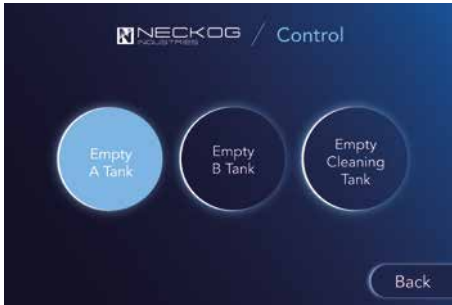 NECKOG / Control
INDUSTRIES
Empty
A Tank
Empty
B Tank
Empty
Cleaning
Tank
Back